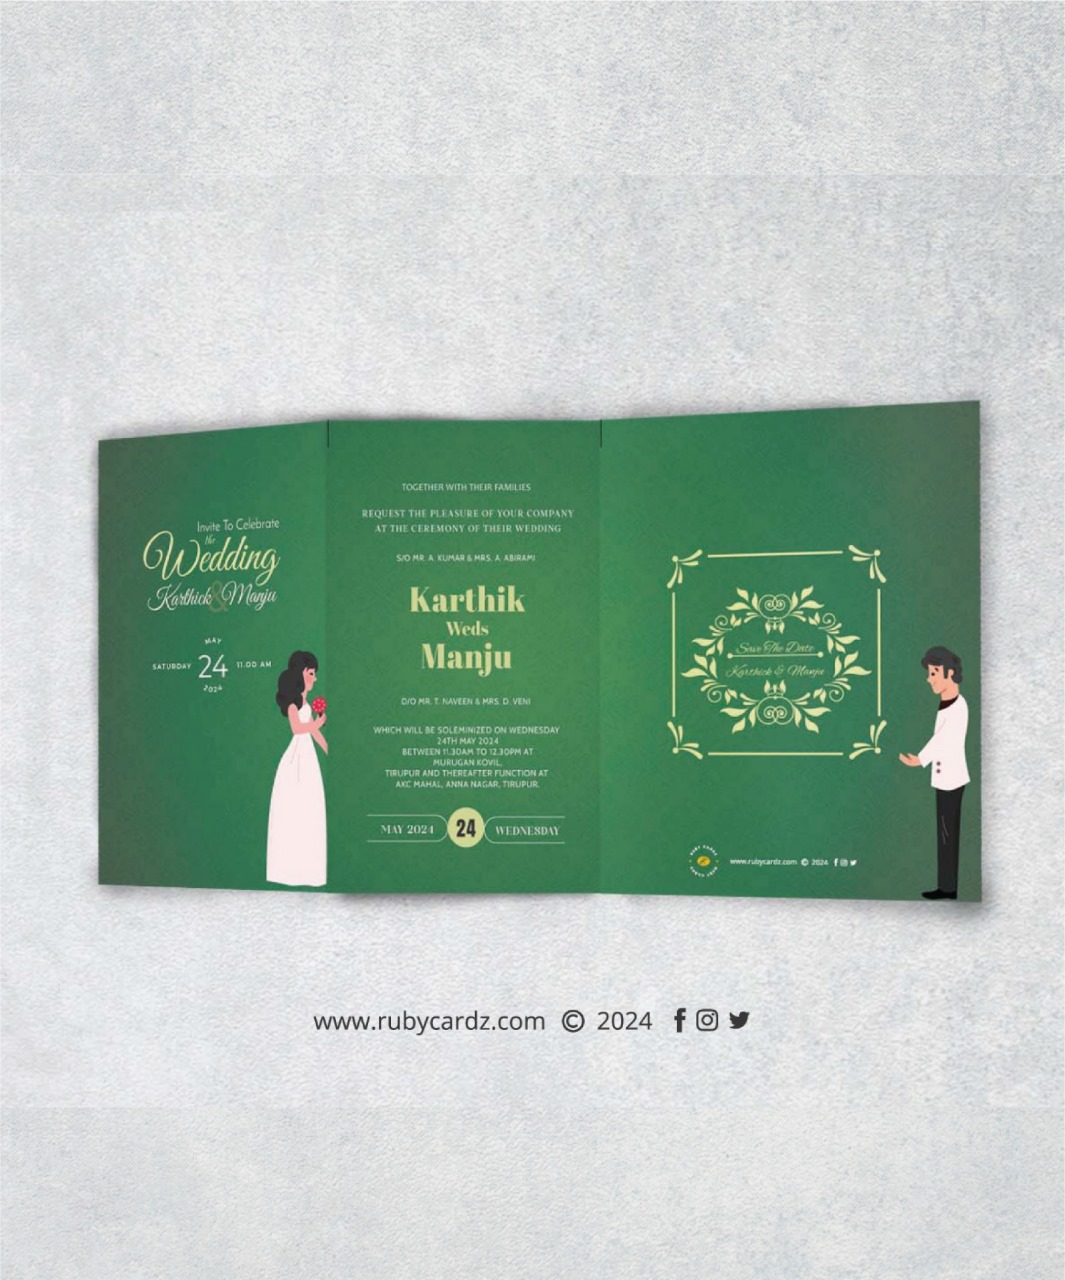 Invite To Celebrate
the
Wedding
Karthick & Manju
MAY
SATURDAY 24 11.00 AM
2024
TOGETHER WITH THEIR FAMILIES
REQUEST THE PLEASURE OF YOUR COMPANY
AT THE CEREMONY OF THEIR WEDDING
S/O MR. A. KUMAR & MRS. A. ABIRAMI
Karthik
Weds
Manju
D/O MR. T. NAVEEN & MRS. D. VENI
WHICH WILL BE SOLEMINIZED ON WEDNESDAY
24TH MAY 2024
BETWEEN 11.30AM TO 12.30PM AT
MURUGAN KOVIL,
TIRUPUR AND THEREAFTER FUNCTION AT
AKC MAHAL, ANNA NAGAR, TIRUPUR.
MAY 2024 24 WEDNESDAY
Save The Date
Karthick & Manju
RUBY CARDZ
RUBY CARDZ
www.rubycardz.com © 2024
www.rubycardz.com © 2024